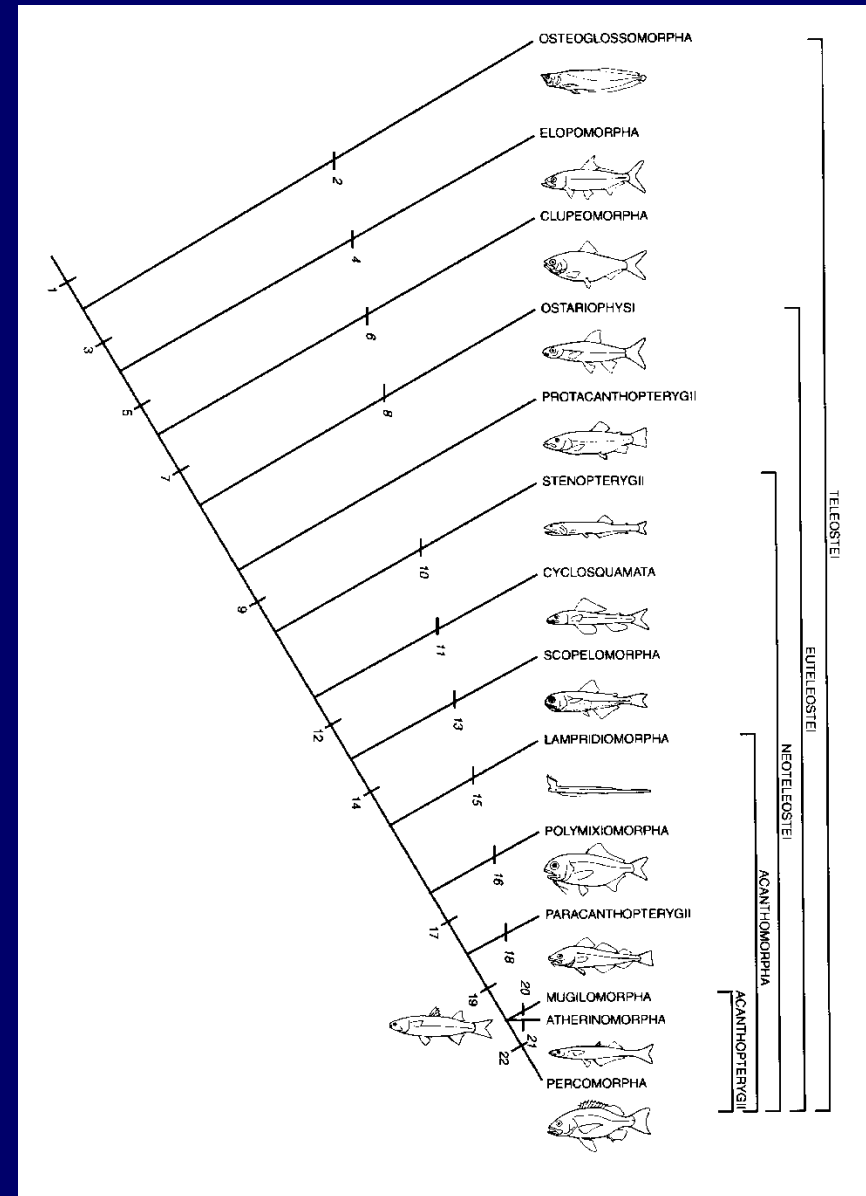 OSTEOGLOSSOMORPHA
ELOPOMORPHA
CLUPEOMORPHA
OSTARIOPHYSI
PROTACANTHOPTERYGII
STENOPTERYGII
CYCLOSQUAMATA
SCOPELOMORPHA
LAMPRIDIOMORPHA
POLYMIXIOMORPHA
PARACANTHOPTERYGII
MUGILOMORPHA
ATHERINOMORPHA
PERCOMORPHA
1
2
3
4
5
6
7
8
9
10
11
12
13
14
15
16
17
18
19
20
21
22
TELEOSTEI
EUTELEOSTEI
NEOTELEOSTEI
ACANTHOMORPHA
ACANTHOPTERYGII